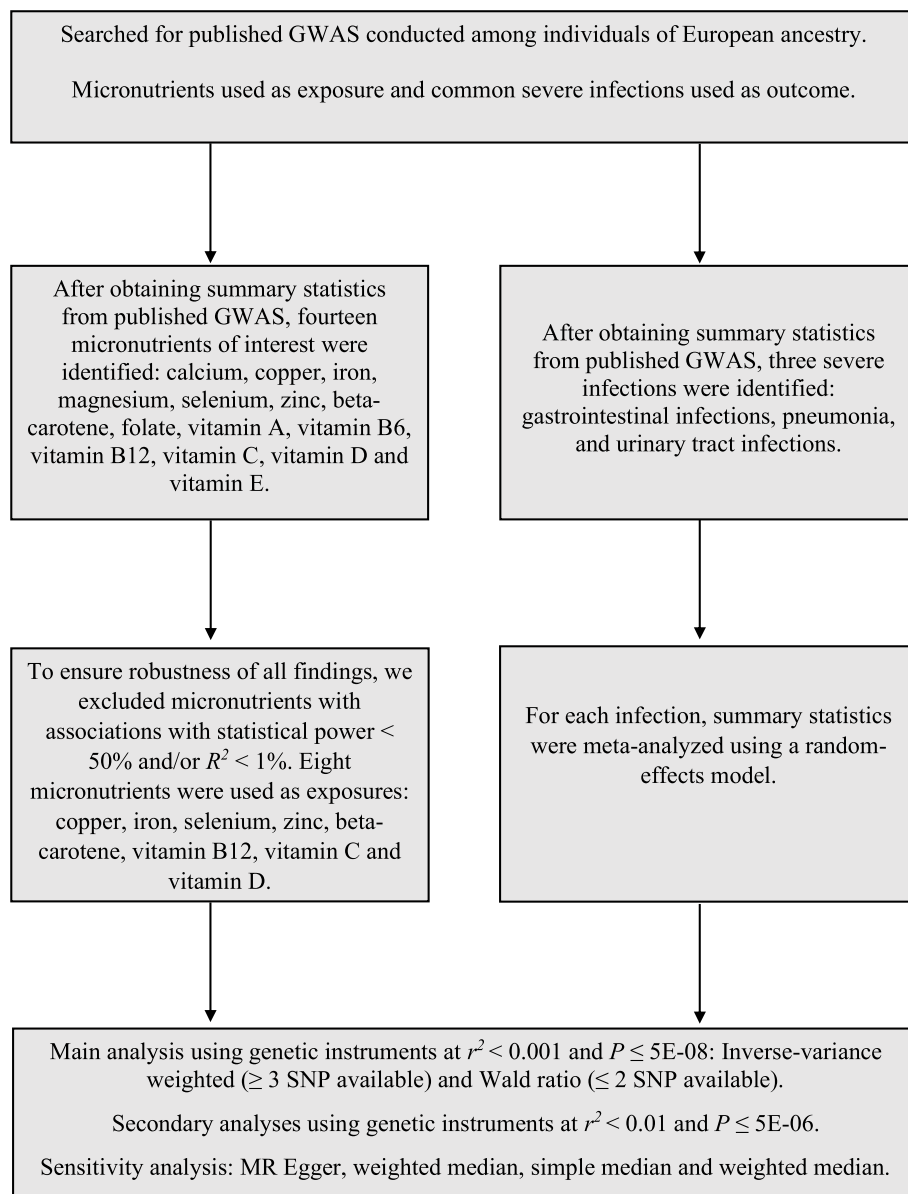 Searched for published GWAS conducted among individuals of European ancestry.
Micronutrients used as exposure and common severe infections used as outcome.
After obtaining summary statistics
from published GWAS, fourteen
micronutrients of interest were
identified: calcium, copper, iron,
magnesium, selenium, zinc, beta-
carotene, folate, vitamin A, vitamin B6,
vitamin B12, vitamin C, vitamin D and
vitamin E.
After obtaining summary statistics
from published GWAS, three severe
infections were identified:
gastrointestinal infections, pneumonia,
and urinary tract infections.
To ensure robustness of all findings, we
excluded micronutrients with
associations with statistical power <
50% and/or R² < 1%. Eight
micronutrients were used as exposures:
copper, iron, selenium, zinc, beta-
carotene, vitamin B12, vitamin C and
vitamin D.
For each infection, summary statistics
were meta-analyzed using a random-
effects model.
Main analysis using genetic instruments at r² < 0.001 and P ≤ 5E-08: Inverse-variance
weighted (≥ 3 SNP available) and Wald ratio (≤ 2 SNP available).
Secondary analyses using genetic instruments at r² < 0.01 and P ≤ 5E-06.
Sensitivity analysis: MR Egger, weighted median, simple median and weighted median.